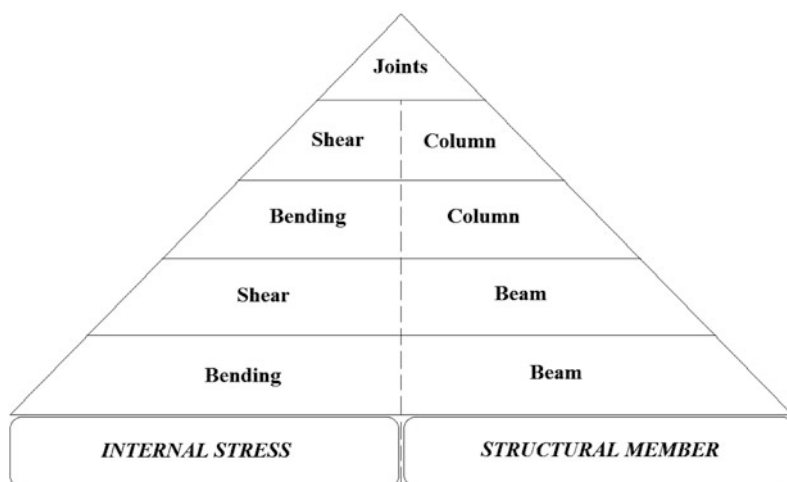 Joints
Shear Column
Bending Column
Shear Beam
Bending Beam
INTERNAL STRESS STRUCTURAL MEMBER